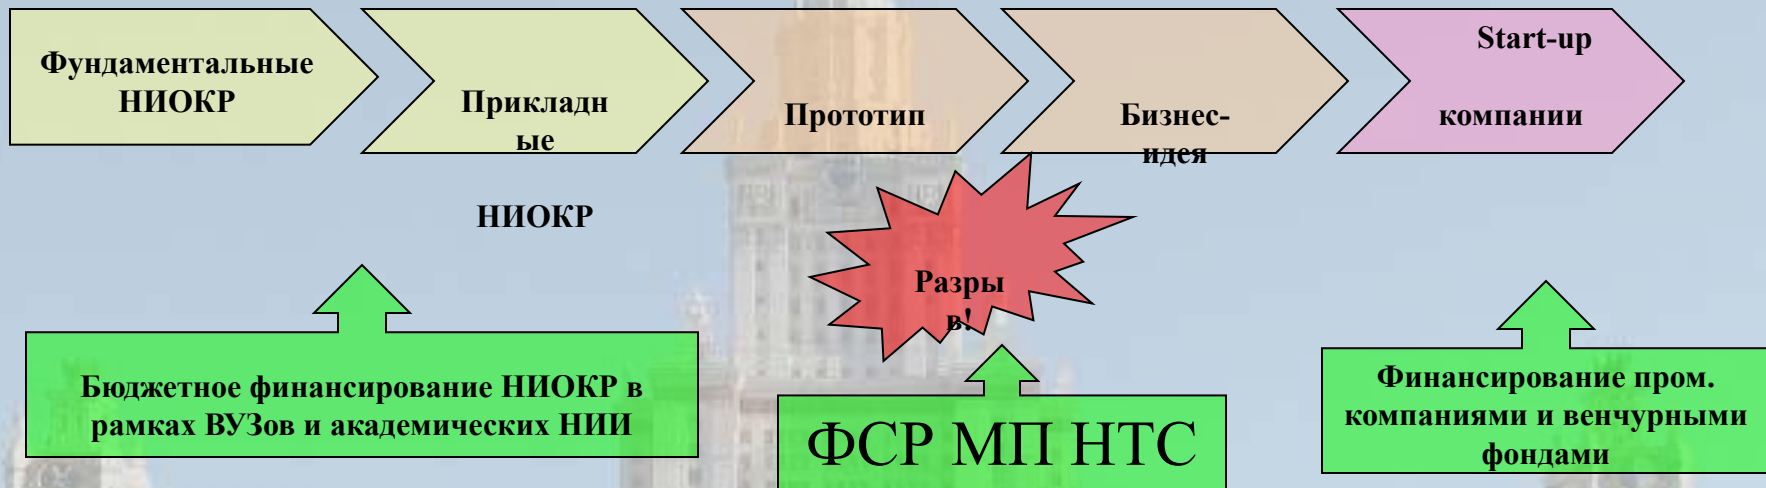 Фундаментальные
НИОКР
Прикладн
ые
НИОКР
Прототип
Бизнес-
идея
Start-up
компании
Разры
в!
Бюджетное финансирование НИОКР в
рамках ВУЗов и академических НИИ
ФСР МП НТС
Финансирование пром.
компаниями и венчурными
фондами